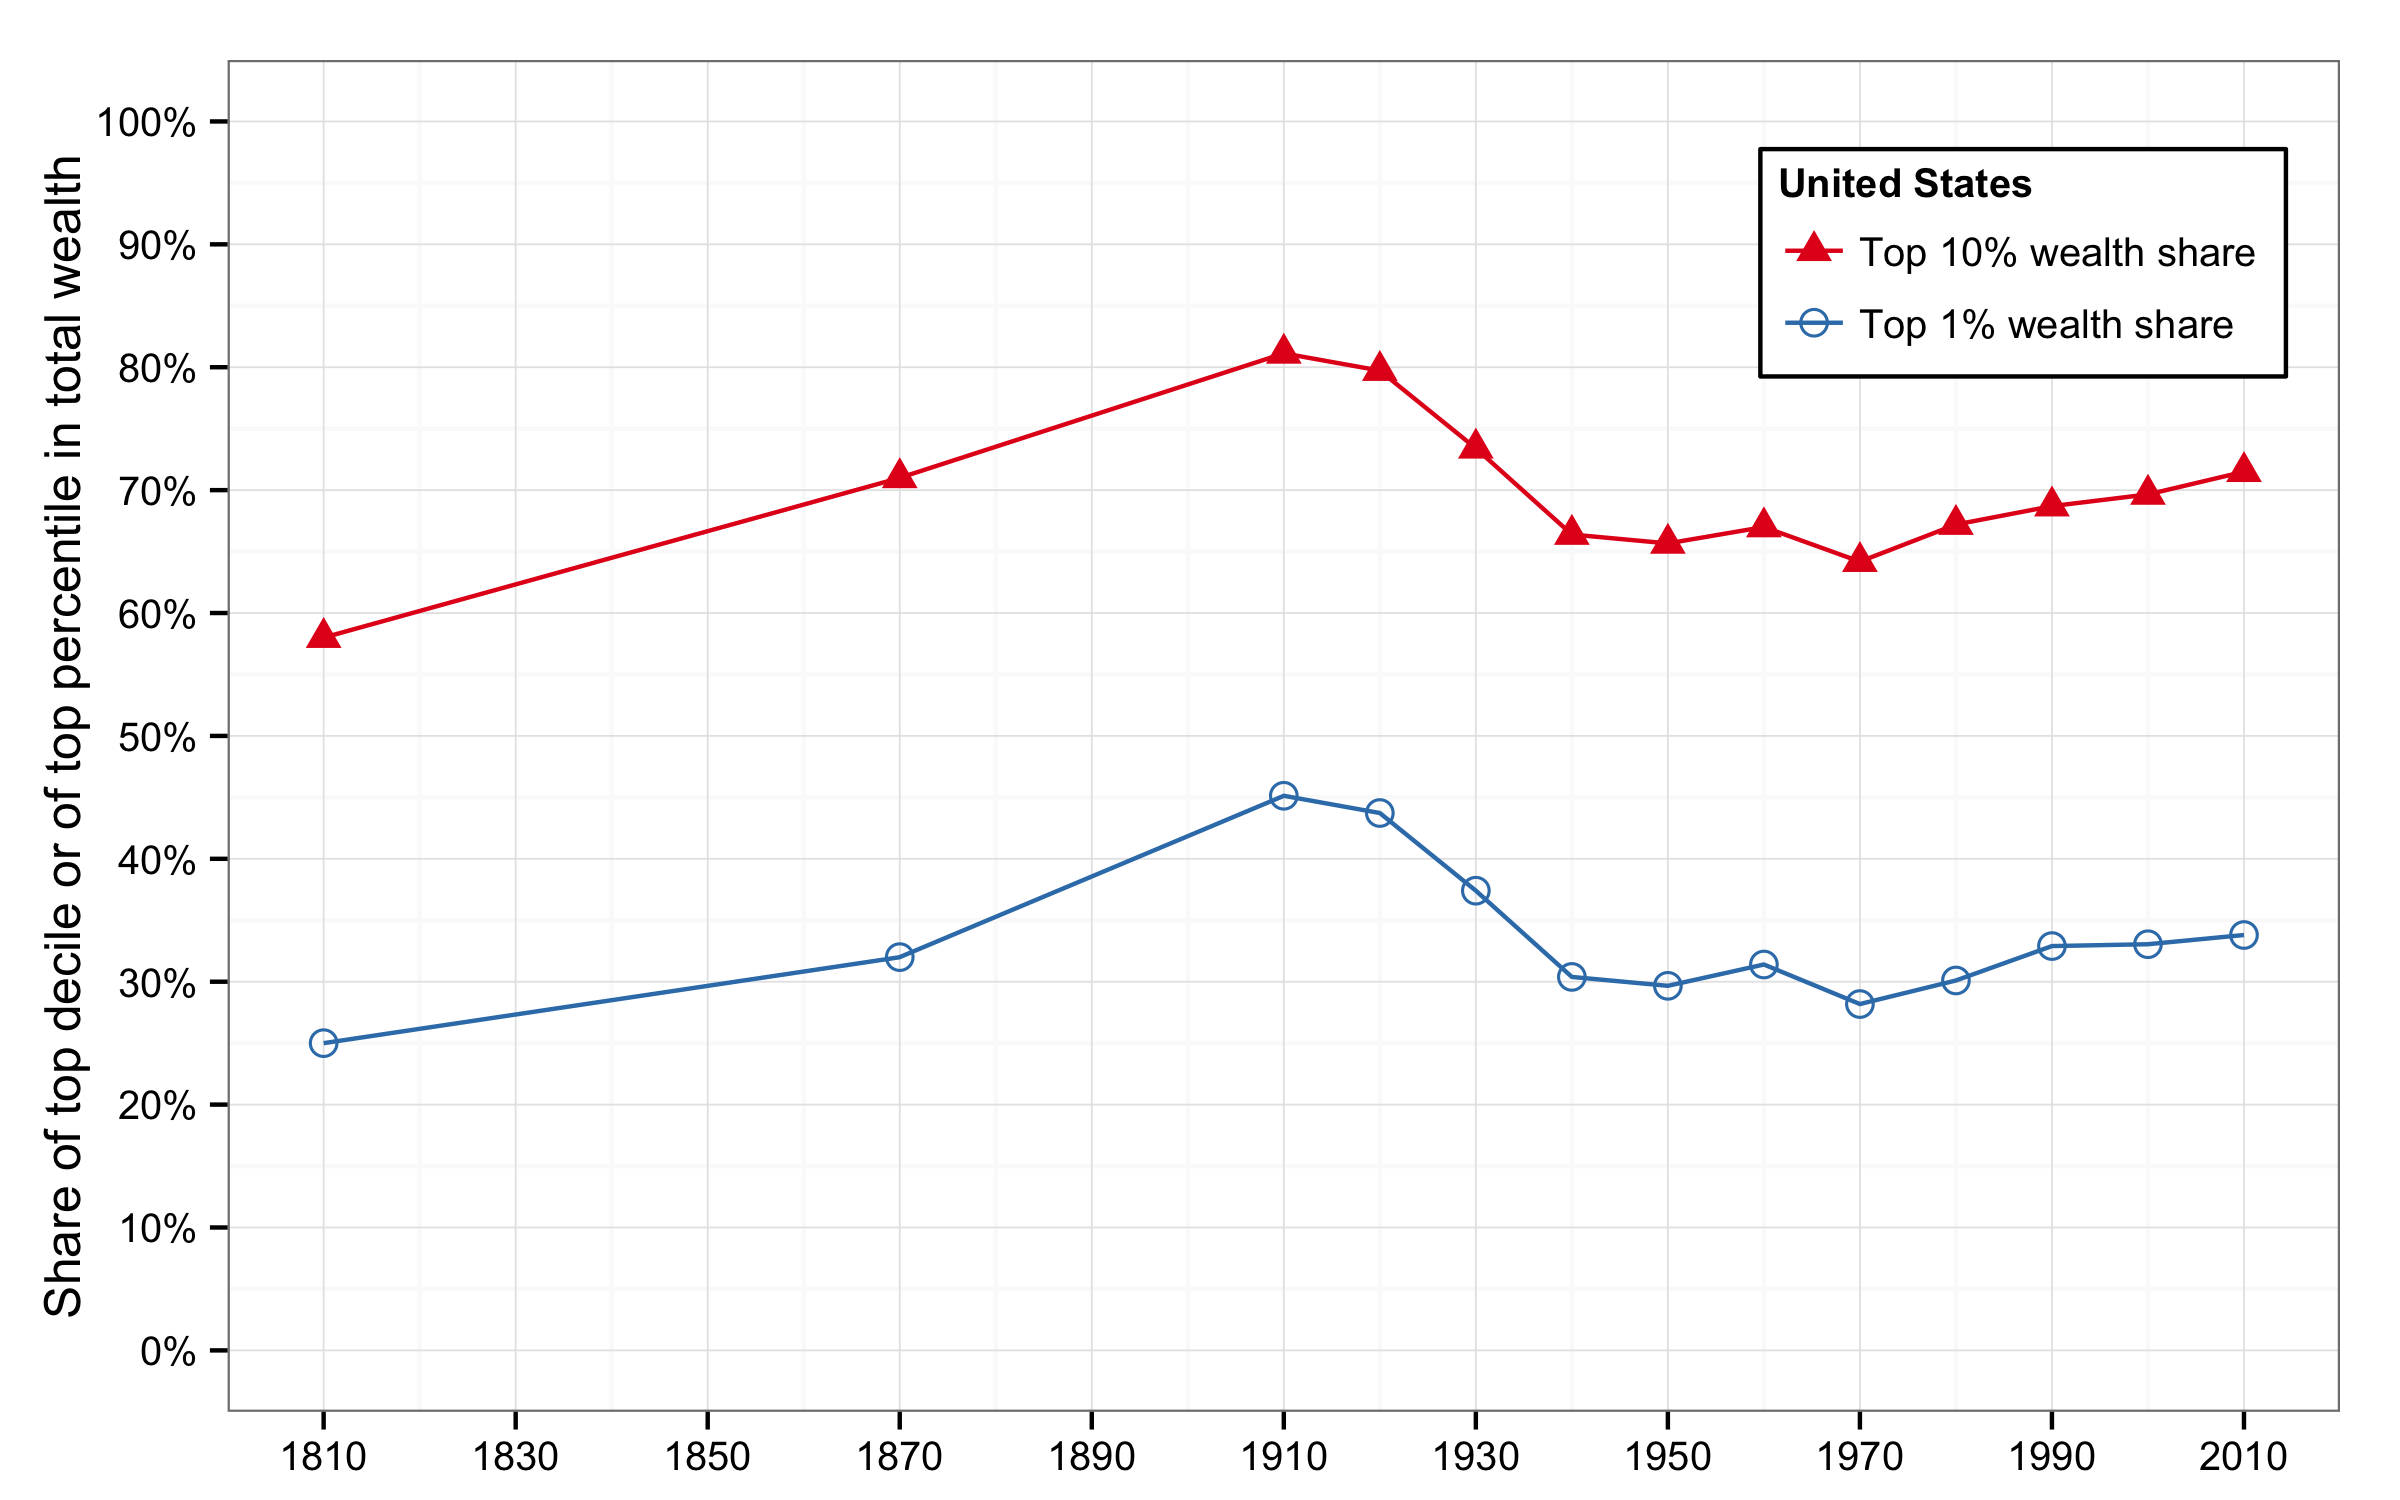 Share of top decile or of top percentile in total wealth
100%
90%
80%
70%
60%
50%
40%
30%
20%
10%
0%
United States
Top 10% wealth share
Top 1% wealth share
1810 1830 1850 1870 1890 1910 1930 1950 1970 1990 2010